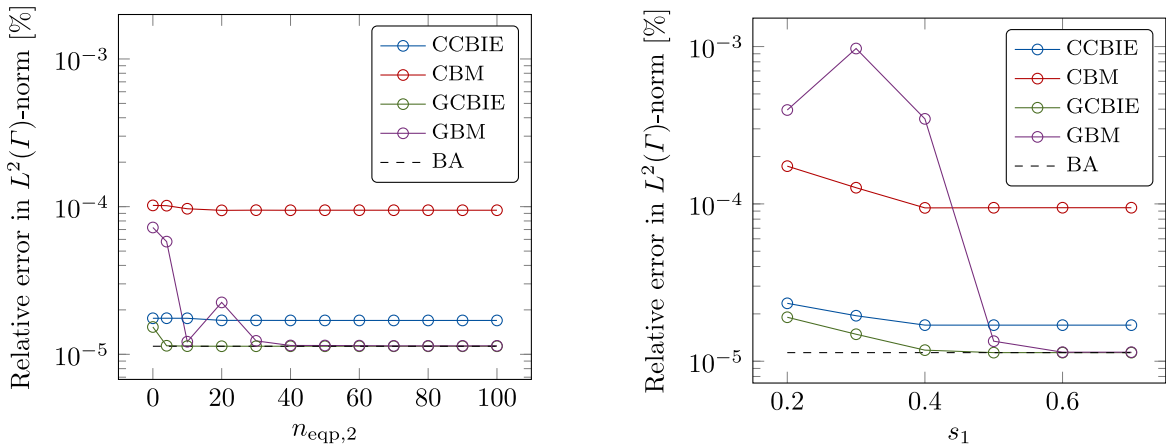 Relative error in L²(Γ)-norm [%]
10⁻³
10⁻⁴
10⁻⁵
CCBIE
CBM
GCBIE
GBM
BA
0 20 40 60 80 100
n_eqp,2
Relative error in L²(Γ)-norm [%]
10⁻³
10⁻⁴
10⁻⁵
CCBIE
CBM
GCBIE
GBM
BA
0.2 0.4 0.6
s₁